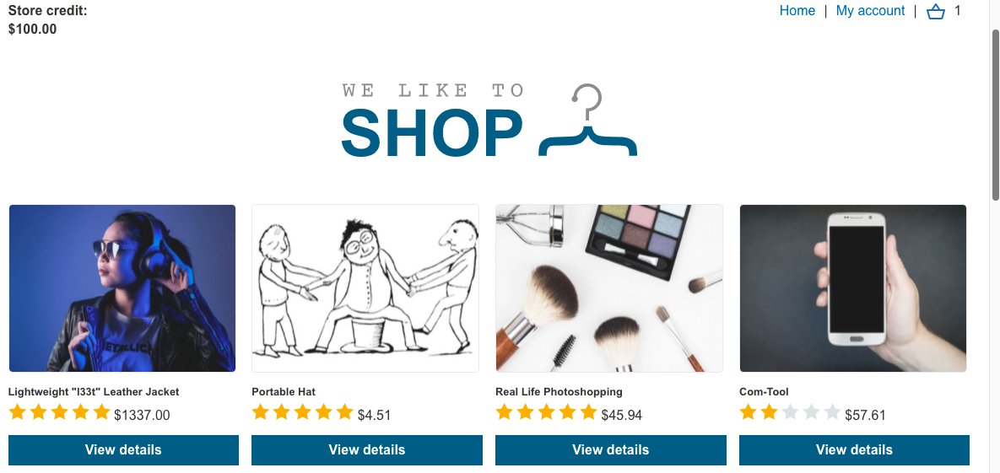 Store credit:
$100.00
Home | My account | 1
WE LIKE TO
SHOP
METALLICA
Lightweight "l33t" Leather Jacket
$1337.00
View details
Portable Hat
$4.51
View details
Real Life Photoshopping
$45.94
View details
Com-Tool
$57.61
View details